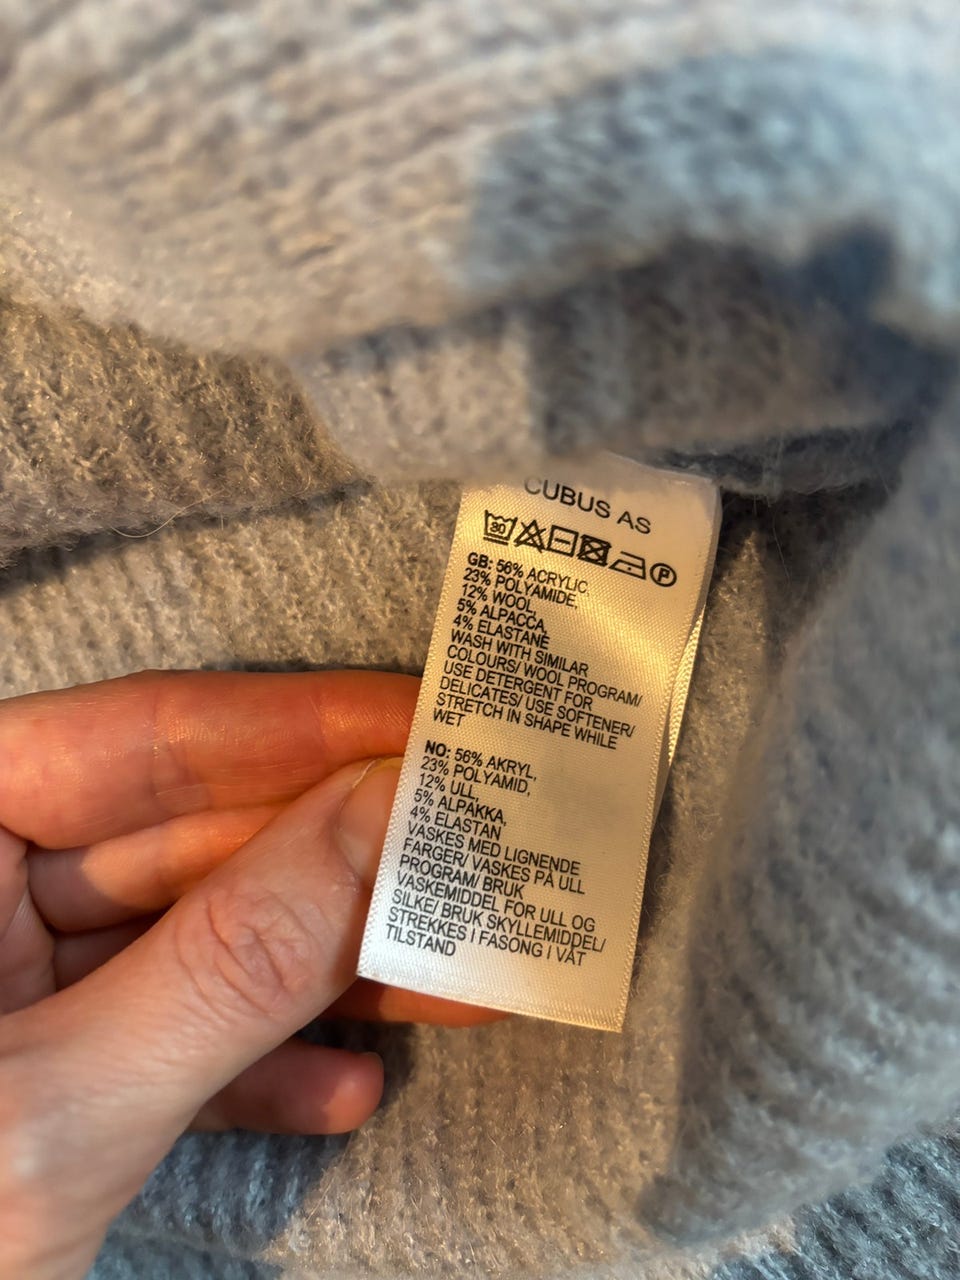 CUBUS AS
30
P
GB: 56% ACRYLIC,
23% POLYAMIDE,
12% WOOL,
5% ALPACCA,
4% ELASTANE
WASH WITH SIMILAR
COLOURS/ WOOL PROGRAM/
USE DETERGENT FOR
DELICATES/ USE SOFTENER/
STRETCH IN SHAPE WHILE
WET
NO: 56% AKRYL,
23% POLYAMID,
12% ULL,
5% ALPAKKA,
4% ELASTAN
VASKES MED LIGNENDE
FARGER/ VASKES PÅ ULL
PROGRAM/ BRUK
VASKEMIDDEL FOR ULL OG
SILKE/ BRUK SKYLLEMIDDEL/
STREKKES I FASONG I VÅT
TILSTAND